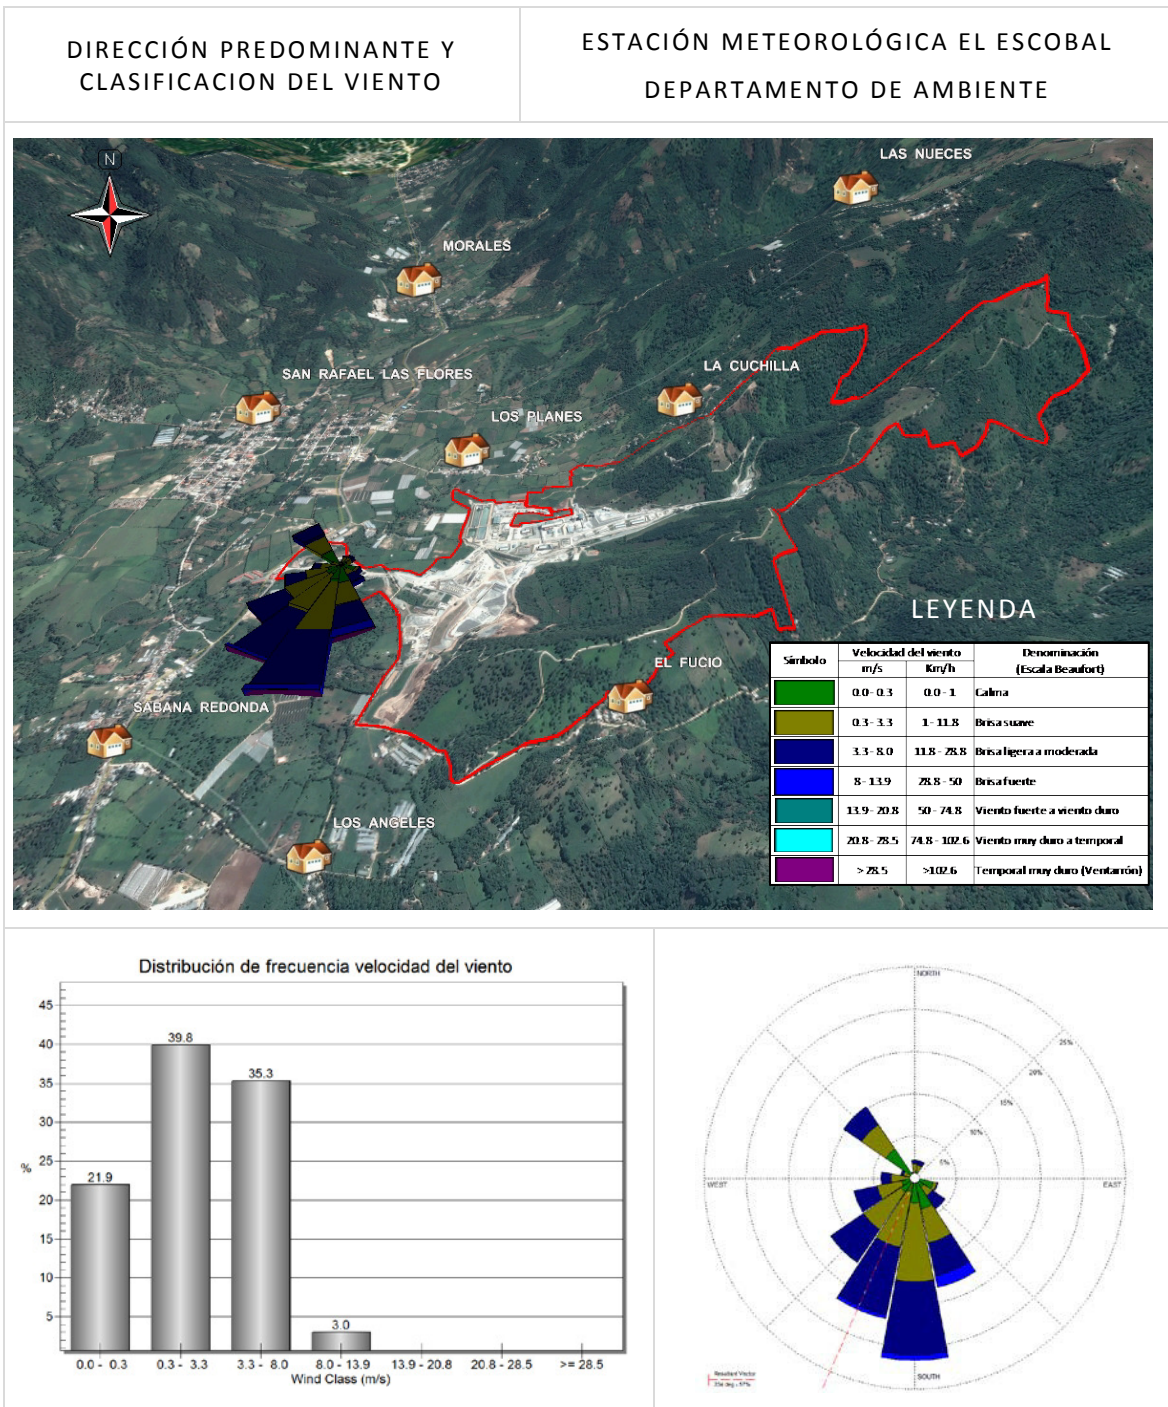 DIRECCIÓN PREDOMINANTE Y
CLASIFICACION DEL VIENTO
ESTACIÓN METEOROLÓGICA EL ESCOBAL
DEPARTAMENTO DE AMBIENTE
N
LAS NUECES
MORALES
SAN RAFAEL LAS FLORES
LA CUCHILLA
LOS PLANES
EL FUCIO
SABANA REDONDA
LOS ANGELES
LEYENDA
Símbolo Velocidad del viento Denominación
m/s Km/h (Escala Beaufort)
0.0 - 0.3 0.0 - 1 Calma
0.3 - 3.3 1 - 11.8 Brisa suave
3.3 - 8.0 11.8 - 28.8 Brisa ligera a moderada
8 - 13.9 28.8 - 50 Brisa fuerte
13.9 - 20.8 50 - 74.8 Viento fuerte a viento duro
20.8 - 28.5 74.8 - 102.6 Viento muy duro a temporal
> 28.5 >102.6 Temporal muy duro (Ventarrón)
Distribución de frecuencia velocidad del viento
45
40
35
30
25
20
15
10
5
%
21.9
39.8
35.3
3.0
0.0 - 0.3 0.3 - 3.3 3.3 - 8.0 8.0 - 13.9 13.9 - 20.8 20.8 - 28.5 >= 28.5
Wind Class (m/s)
NORTH
25%
20%
15%
10%
5%
WEST
EAST
SOUTH
Resultant Vector